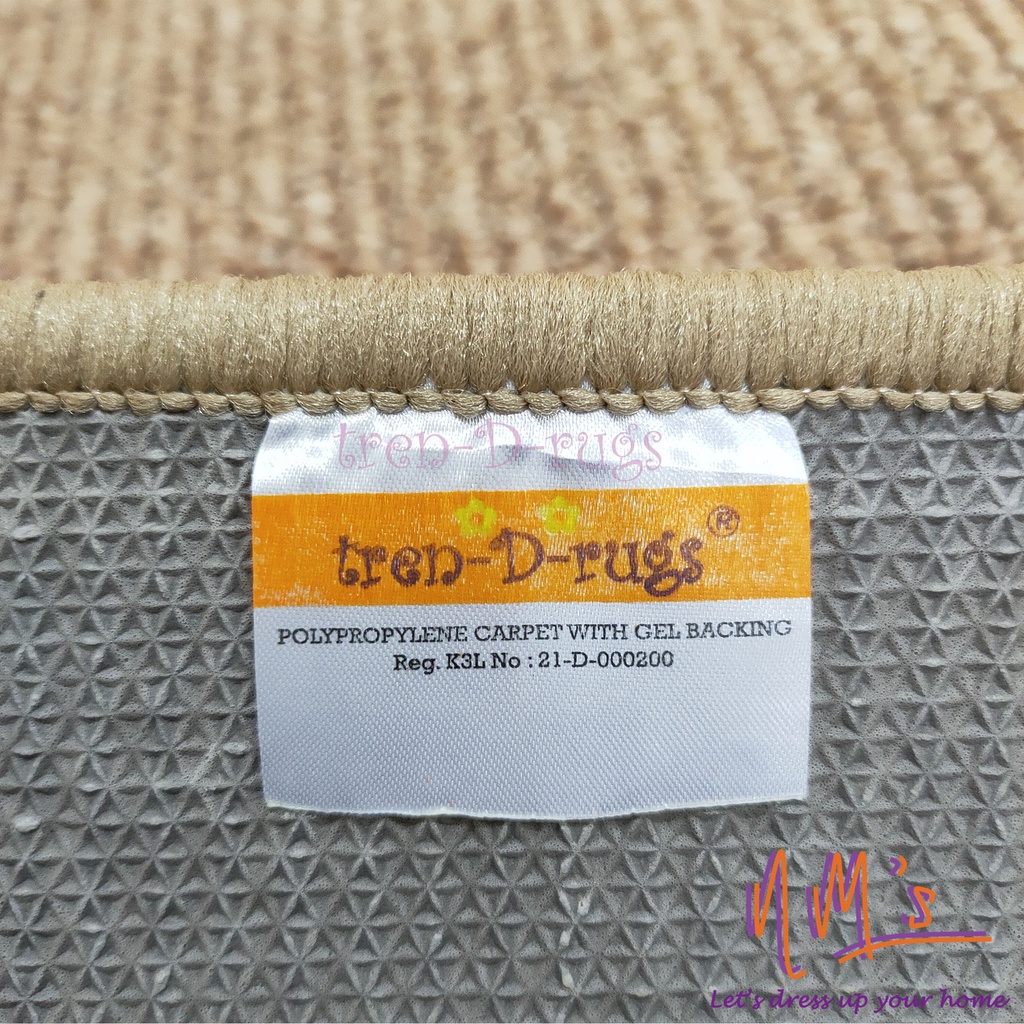 tren-D-rugs
tren-D-rugs®
POLYPROPYLENE CARPET WITH GEL BACKING
Reg. K3L No : 21-D-000200
NM's
Let's dress up your home